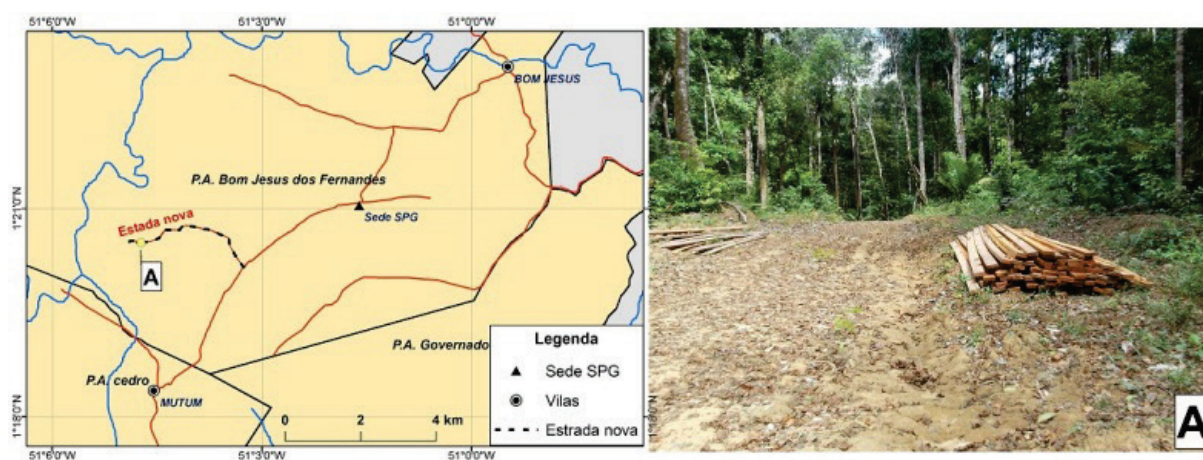 51°6'0"W
51°3'0"W
51°0'0"W
BOM JESUS
P.A. Bom Jesus dos Fernandes
1°21'0"N
Sede SPG
Estada nova
A
P.A. Governado
P.A. cedro
MUTUM
1°18'0"N
Legenda
Sede SPG
Vilas
Estrada nova
0 2 4 km
51°6'0"W
51°3'0"W
51°0'0"W
A